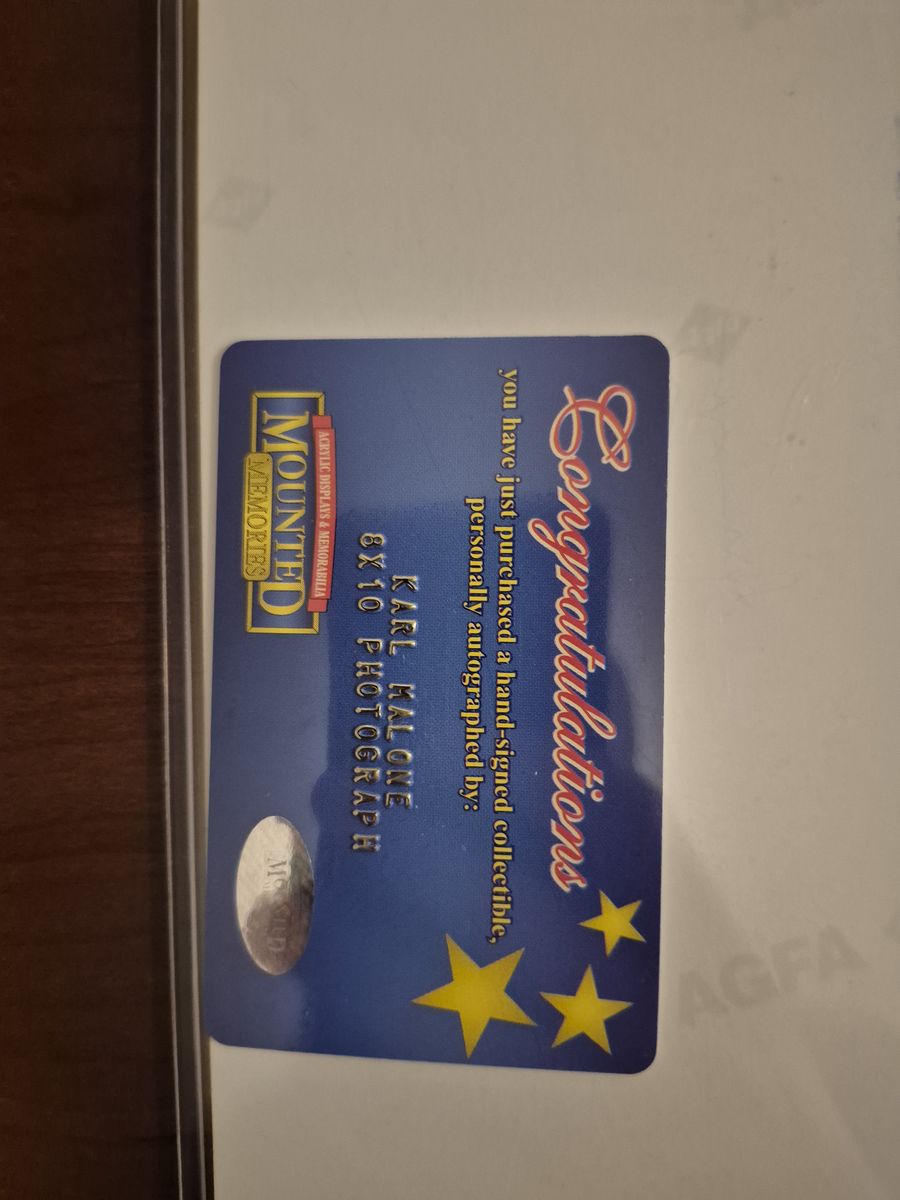 Congratulations
you have just purchased a hand-signed collectible,
personally autographed by:
KARL MALONE
8X10 PHOTOGRAPH
ACRYLIC DISPLAYS & MEMORABILIA
MOUNTED
MEMORIES
AGFA